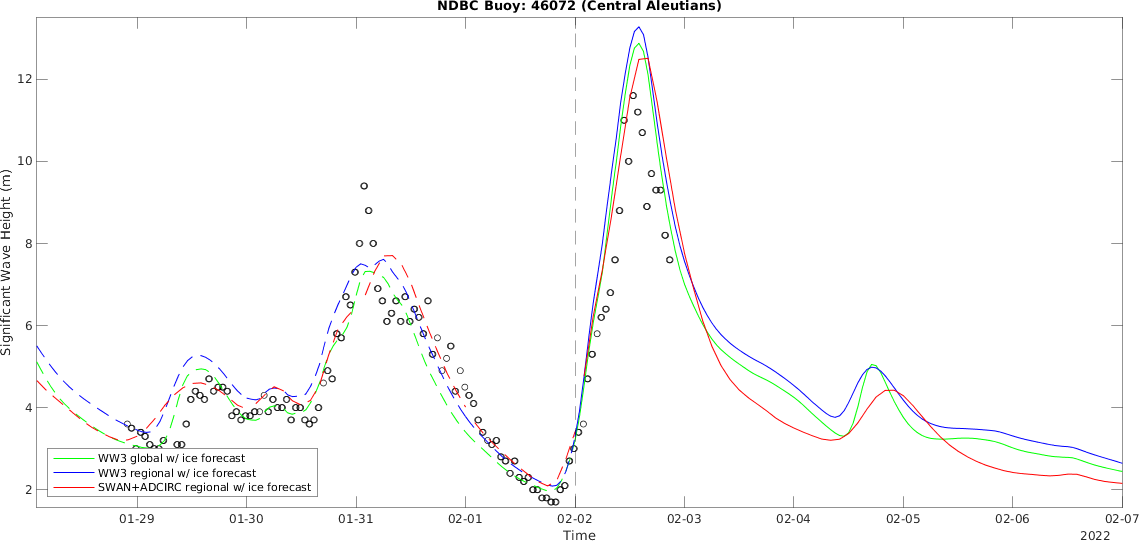 NDBC Buoy: 46072 (Central Aleutians)
Significant Wave Height (m)
12
10
8
6
4
2
WW3 global w/ ice forecast
WW3 regional w/ ice forecast
SWAN+ADCIRC regional w/ ice forecast
01-29 01-30 01-31 02-01 02-02 02-03 02-04 02-05 02-06 02-07
Time
2022